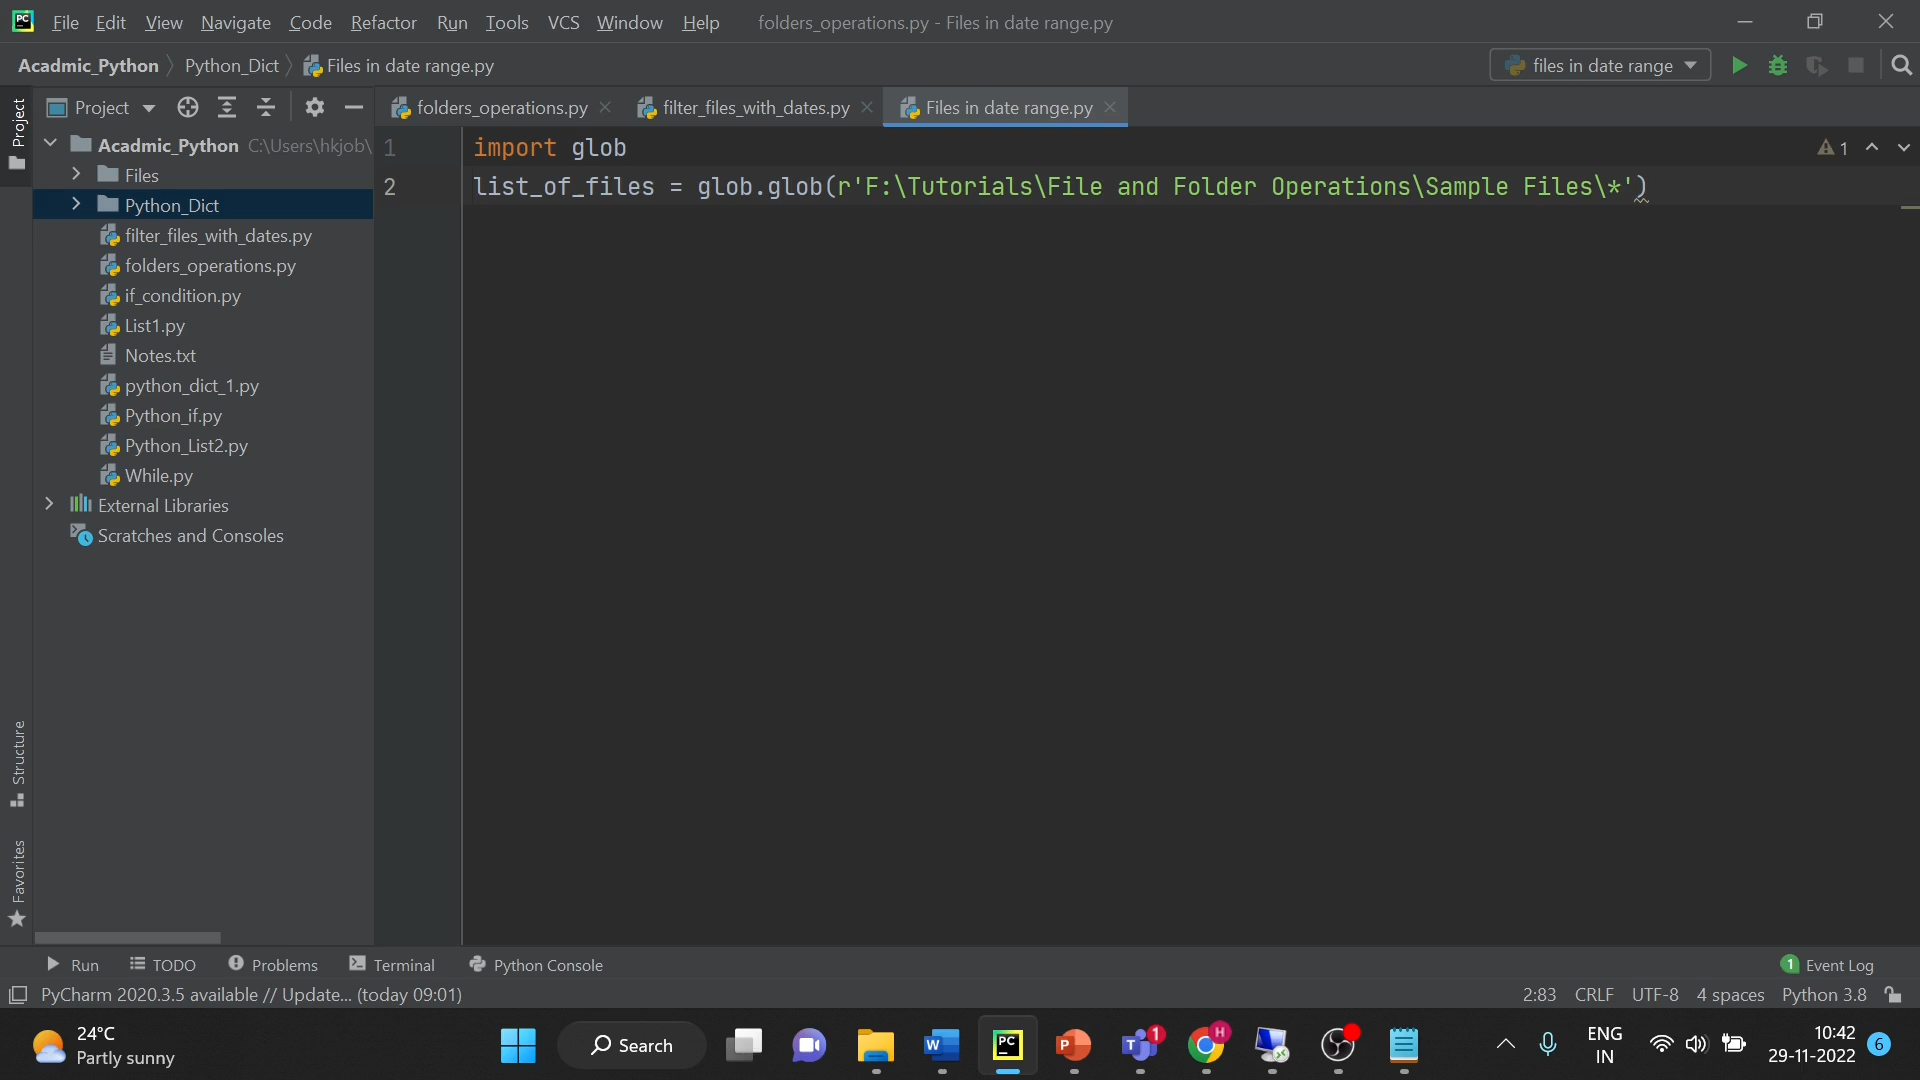 File Edit View Navigate Code Refactor Run Tools VCS Window Help folders_operations.py - Files in date range.py
Acadmic_Python Python_Dict Files in date range.py files in date range
Project folders_operations.py filter_files_with_dates.py Files in date range.py
Project
Acadmic_Python C:\Users\hkjob\
Files
Python_Dict
filter_files_with_dates.py
folders_operations.py
if_condition.py
List1.py
Notes.txt
python_dict_1.py
Python_if.py
Python_List2.py
While.py
External Libraries
Scratches and Consoles
1 import glob
2 list_of_files = glob.glob(r'F:\Tutorials\File and Folder Operations\Sample Files\*')
1
Structure
Favorites
Run TODO Problems Terminal Python Console 1 Event Log
PyCharm 2020.3.5 available // Update... (today 09:01) 2:83 CRLF UTF-8 4 spaces Python 3.8
24°C
Partly sunny
Search
PC
W
P
T
1
H
ENG
IN
10:42
29-11-2022
6